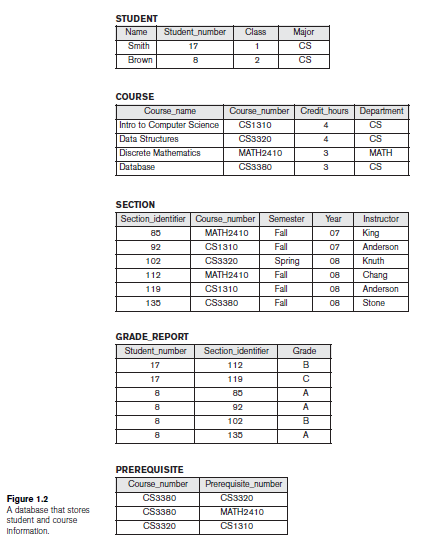 STUDENT
Name Student_number Class Major
Smith 17 1 CS
Brown 8 2 CS
COURSE
Course_name Course_number Credit_hours Department
Intro to Computer Science CS1310 4 CS
Data Structures CS3320 4 CS
Discrete Mathematics MATH2410 3 MATH
Database CS3380 3 CS
SECTION
Section_identifier Course_number Semester Year Instructor
85 MATH2410 Fall 07 King
92 CS1310 Fall 07 Anderson
102 CS3320 Spring 08 Knuth
112 MATH2410 Fall 08 Chang
119 CS1310 Fall 08 Anderson
135 CS3380 Fall 08 Stone
GRADE_REPORT
Student_number Section_identifier Grade
17 112 B
17 119 C
8 85 A
8 92 A
8 102 B
8 135 A
PREREQUISITE
Course_number Prerequisite_number
CS3380 CS3320
CS3380 MATH2410
CS3320 CS1310
Figure 1.2
A database that stores
student and course
information.